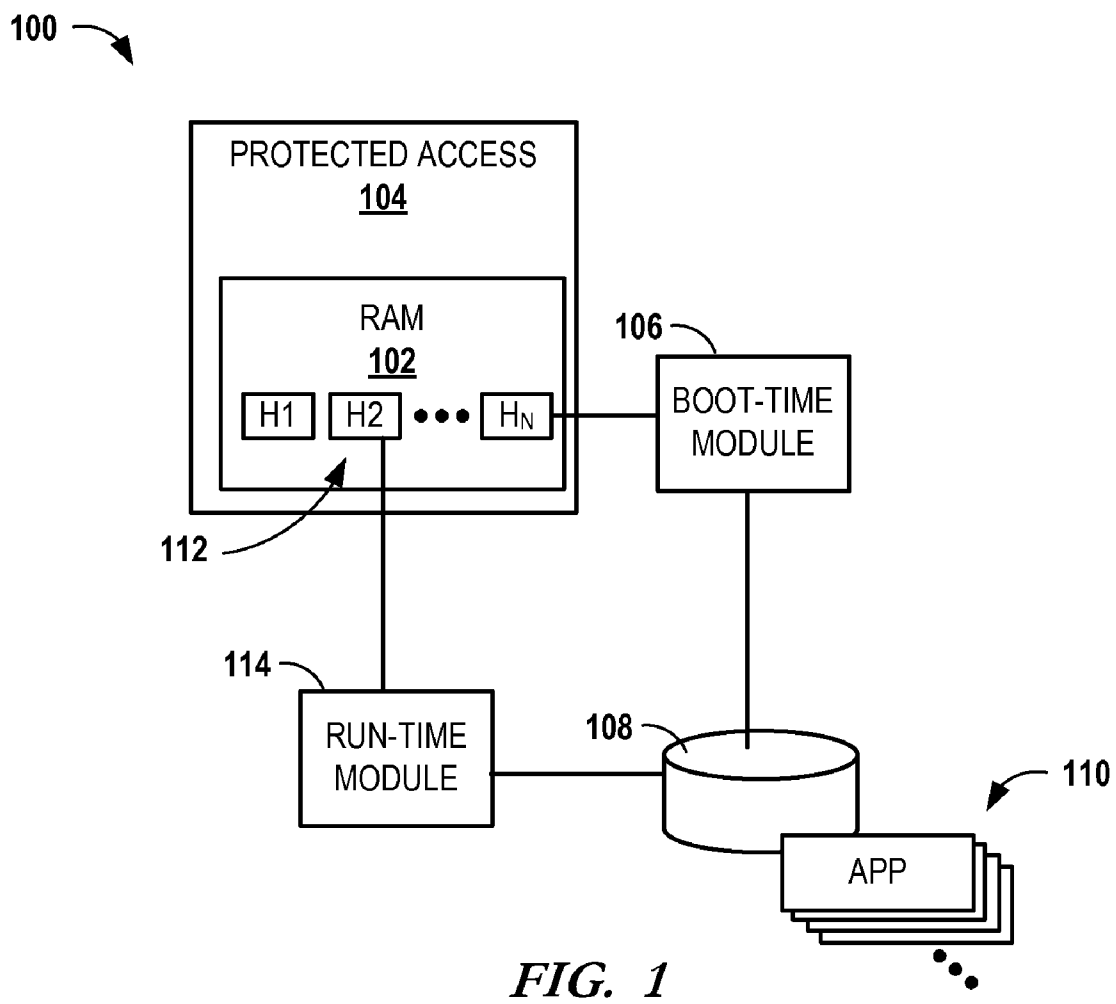 100
PROTECTED ACCESS
104
RAM
102
H1 H2 ••• HN
106
BOOT-TIME
MODULE
112
114
RUN-TIME
MODULE
108
110
APP
FIG. 1